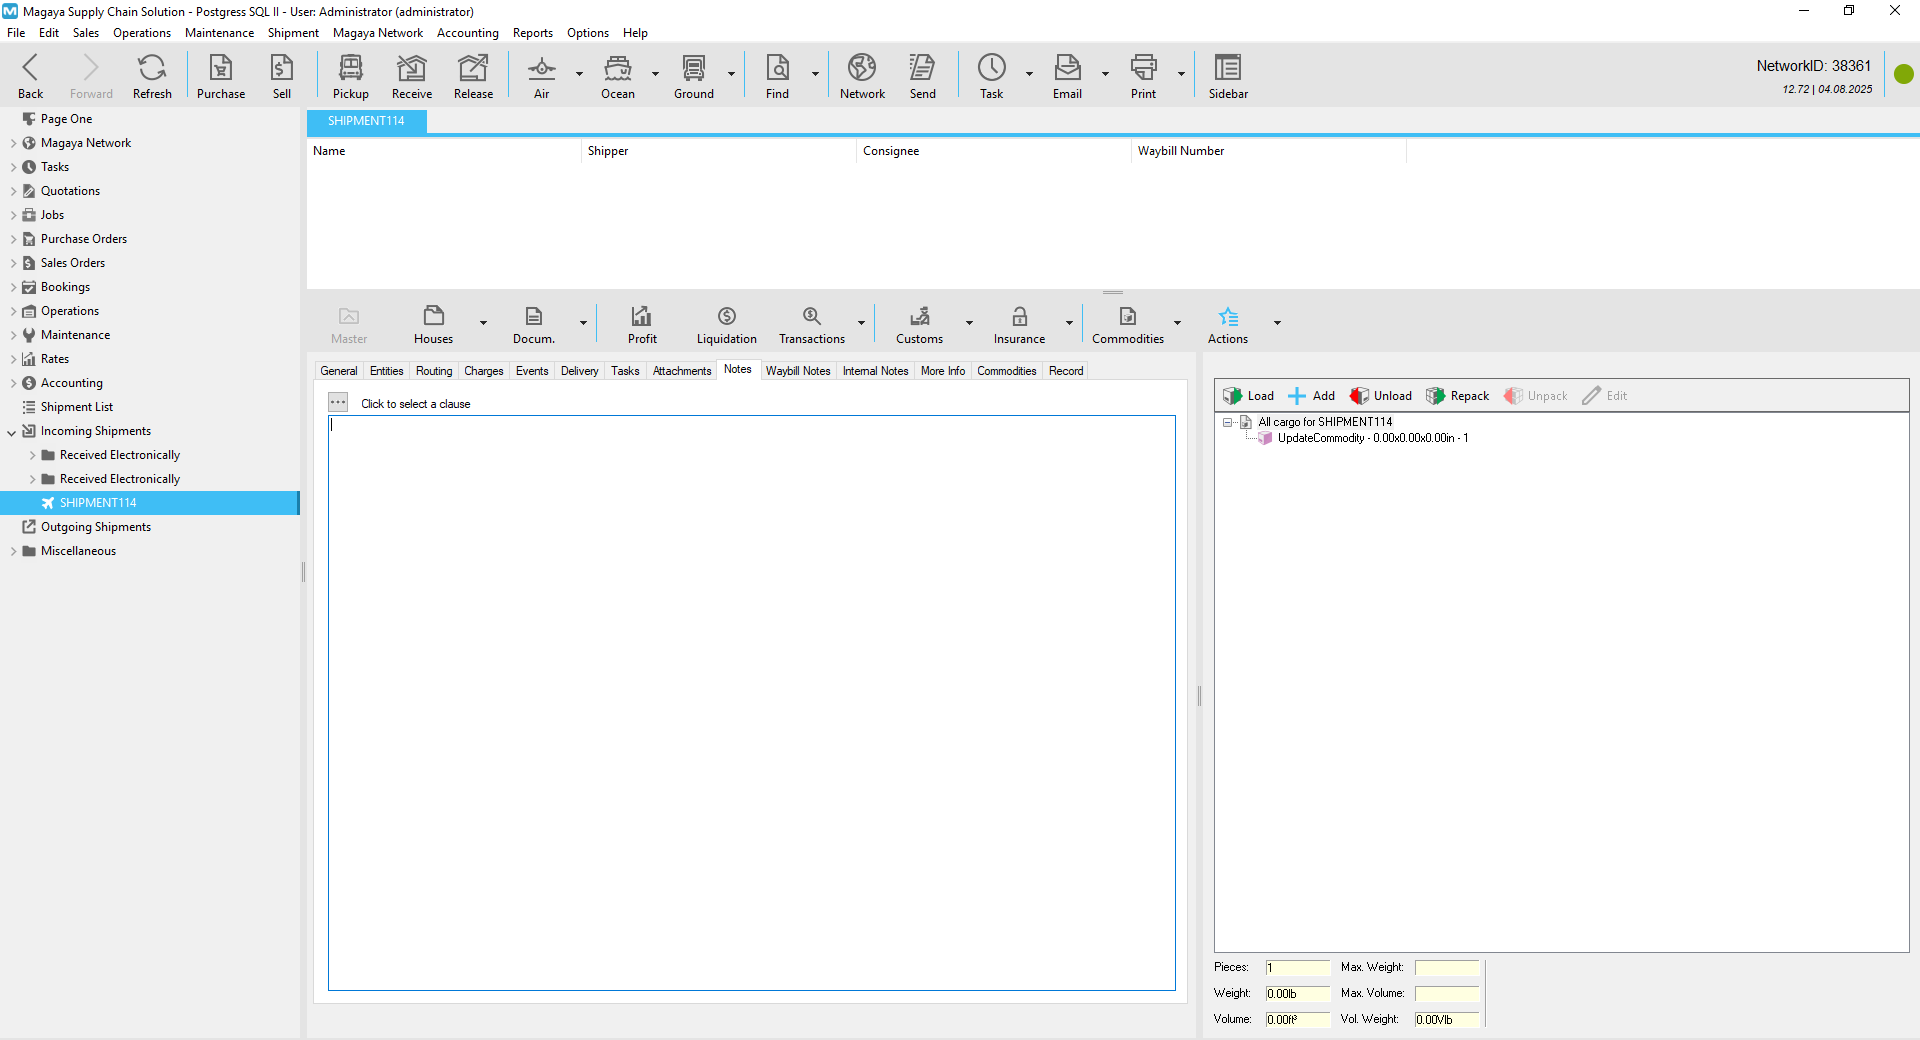 Magaya Supply Chain Solution - Postgress SQL II - User: Administrator (administrator)
File Edit Sales Operations Maintenance Shipment Magaya Network Accounting Reports Options Help
Back Forward Refresh Purchase Sell Pickup Receive Release Air Ocean Ground Find Network Send Task Email Print Sidebar
NetworkID: 38361
12.72 | 04.08.2025
Page One
Magaya Network
Tasks
Quotations
Jobs
Purchase Orders
Sales Orders
Bookings
Operations
Maintenance
Rates
Accounting
Shipment List
Incoming Shipments
Received Electronically
Received Electronically
SHIPMENT114
Outgoing Shipments
Miscellaneous
SHIPMENT114
Name Shipper Consignee Waybill Number
Master Houses Docum. Profit Liquidation Transactions Customs Insurance Commodities Actions
General Entities Routing Charges Events Delivery Tasks Attachments Notes Waybill Notes Internal Notes More Info Commodities Record
... Click to select a clause
Load Add Unload Repack Unpack Edit
All cargo for SHIPMENT114
UpdateCommodity - 0.00x0.00x0.00in - 1
Pieces: 1 Max. Weight:
Weight: 0.00lb Max. Volume:
Volume: 0.00ft³ Vol. Weight: 0.00Vlb